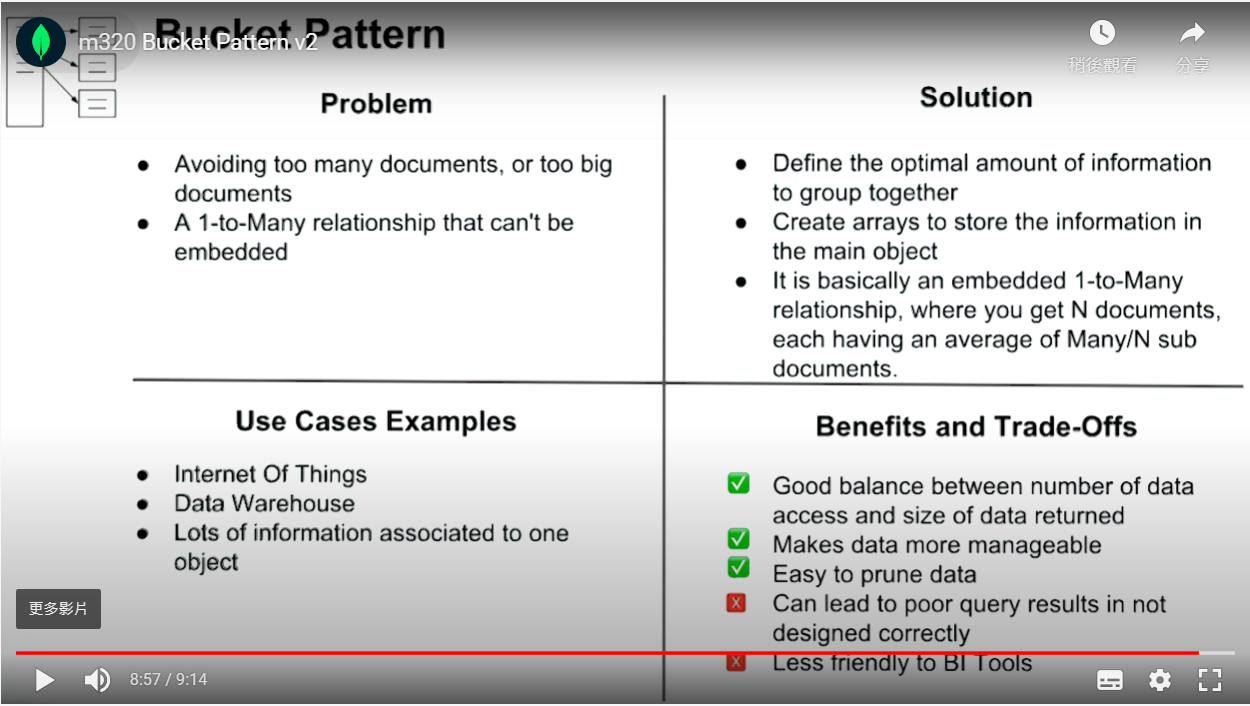 Bucket Pattern
m320 Bucket Pattern v2
稍後觀看
分享
Problem
Avoiding too many documents, or too big
documents
A 1-to-Many relationship that can't be
embedded
Solution
Define the optimal amount of information
to group together
Create arrays to store the information in
the main object
It is basically an embedded 1-to-Many
relationship, where you get N documents,
each having an average of Many/N sub
documents.
Use Cases Examples
Internet Of Things
Data Warehouse
Lots of information associated to one
object
Benefits and Trade-Offs
Good balance between number of data
access and size of data returned
Makes data more manageable
Easy to prune data
Can lead to poor query results in not
designed correctly
Less friendly to BI Tools
更多影片
8:57 / 9:14